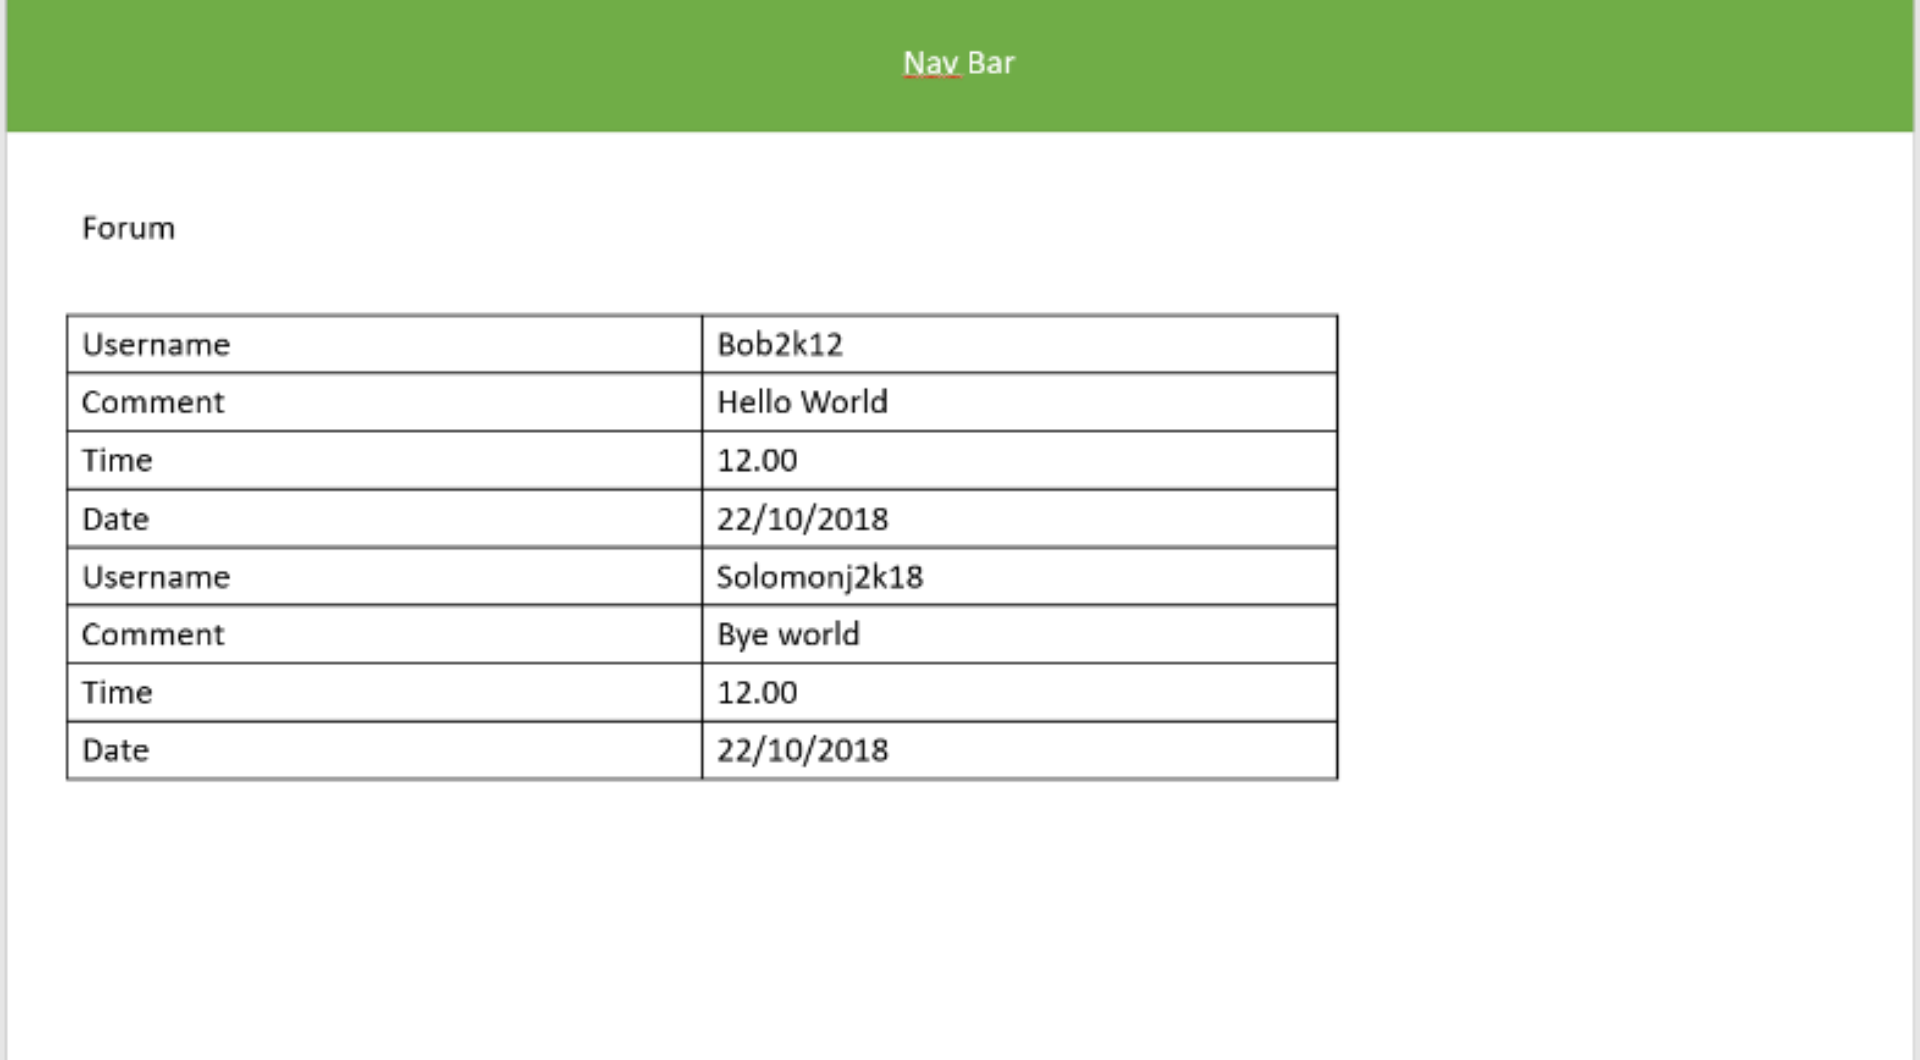 Nav Bar
Forum
Username Bob2k12
Comment Hello World
Time 12.00
Date 22/10/2018
Username Solomonj2k18
Comment Bye world
Time 12.00
Date 22/10/2018